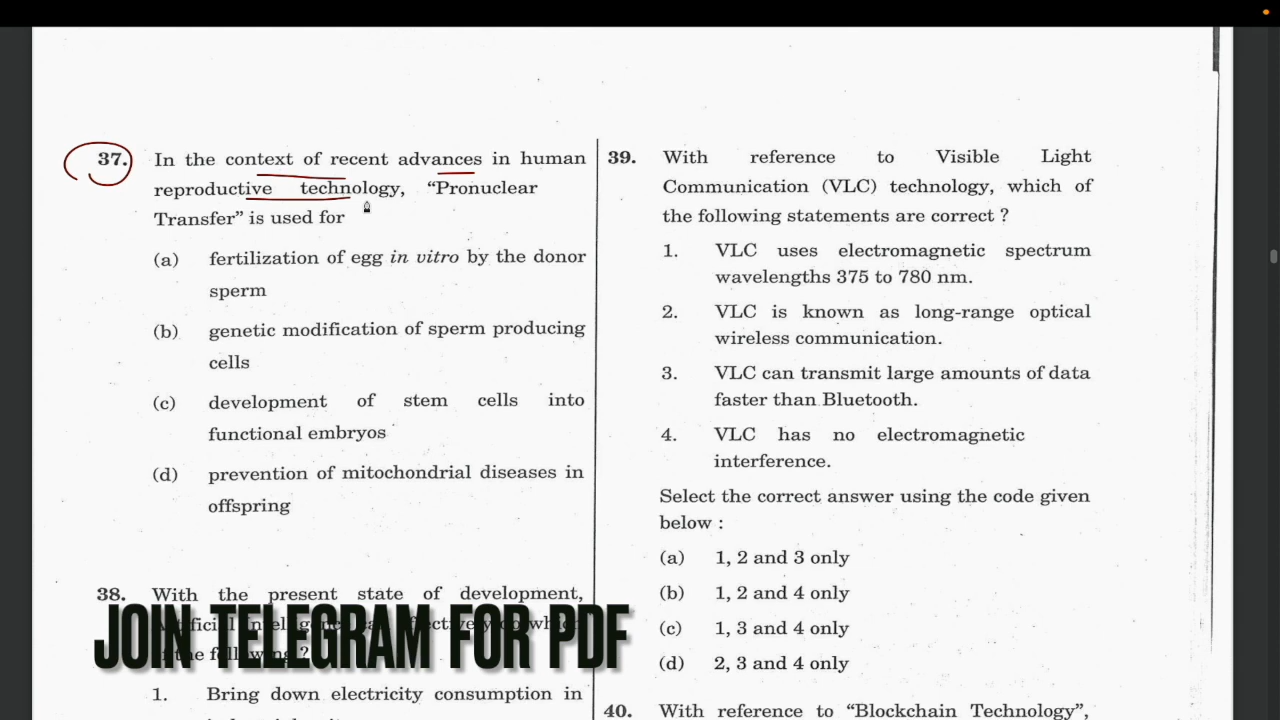 37. In the context of recent advances in human
reproductive technology, “Pronuclear
Transfer” is used for
(a) fertilization of egg in vitro by the donor
sperm
(b) genetic modification of sperm producing
cells
(c) development of stem cells into
functional embryos
(d) prevention of mitochondrial diseases in
offspring
38. With the present state of development,
of the following ?
JOIN TELEGRAM FOR PDF
1. Bring down electricity consumption in
39. With reference to Visible Light
Communication (VLC) technology, which of
the following statements are correct ?
1. VLC uses electromagnetic spectrum
wavelengths 375 to 780 nm.
2. VLC is known as long-range optical
wireless communication.
3. VLC can transmit large amounts of data
faster than Bluetooth.
4. VLC has no electromagnetic
interference.
Select the correct answer using the code given
below :
(a) 1, 2 and 3 only
(b) 1, 2 and 4 only
(c) 1, 3 and 4 only
(d) 2, 3 and 4 only
40. With reference to “Blockchain Technology”,